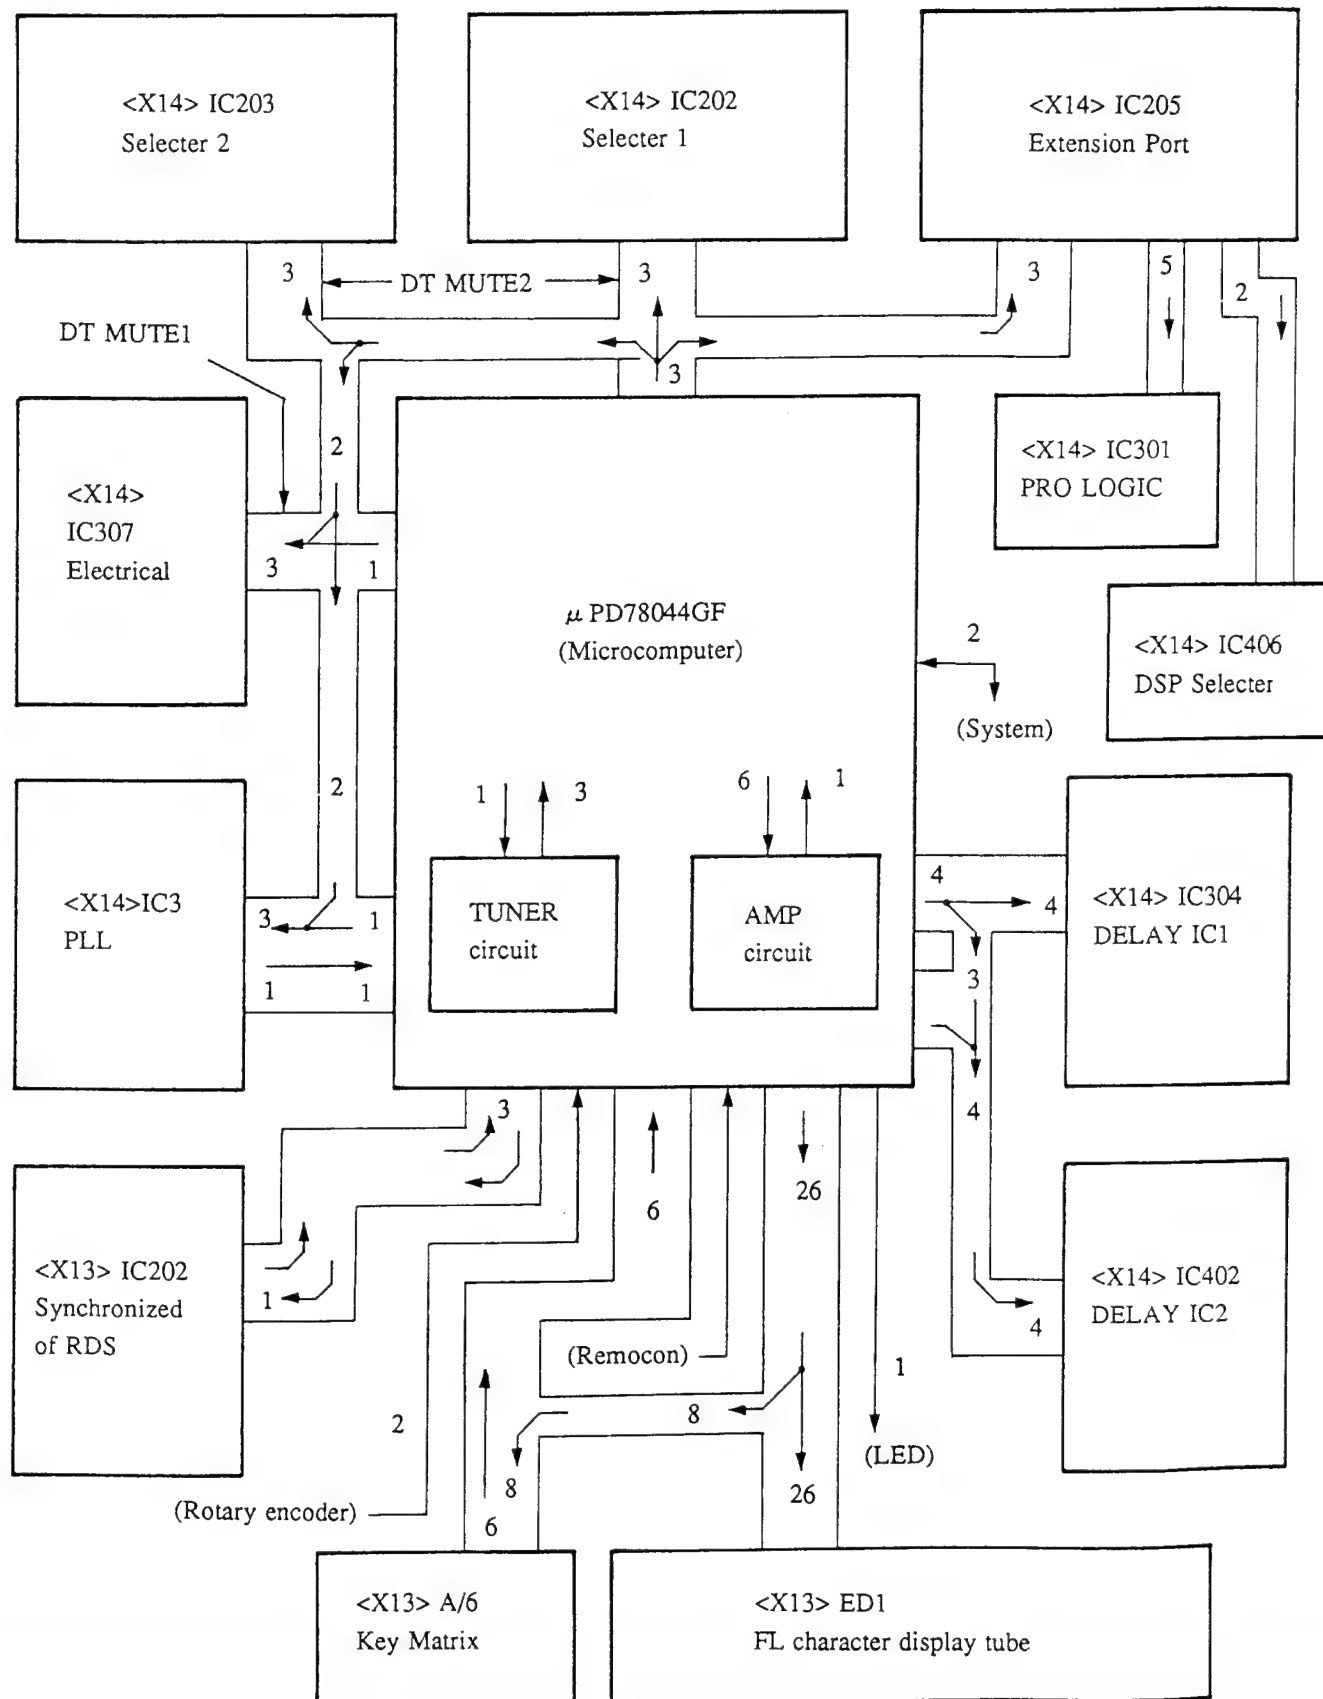 <X14> IC203
Selecter 2
<X14> IC202
Selecter 1
<X14> IC205
Extension Port
3
DT MUTE2
3
3
5
2
DT MUTE1
3
2
<X14>
IC307
Electrical
3
1
<X14> IC301
PRO LOGIC
μ PD78044GF
(Microcomputer)
2
(System)
<X14> IC406
DSP Selecter
2
1
3
6
1
<X14>IC3
PLL
3
1
1
1
TUNER
circuit
AMP
circuit
4
4
3
4
<X14> IC304
DELAY IC1
3
6
26
<X13> IC202
Synchronized
of RDS
1
<X14> IC402
DELAY IC2
4
(Remocon)
1
2
8
8
(LED)
26
(Rotary encoder)
6
<X13> A/6
Key Matrix
<X13> ED1
FL character display tube